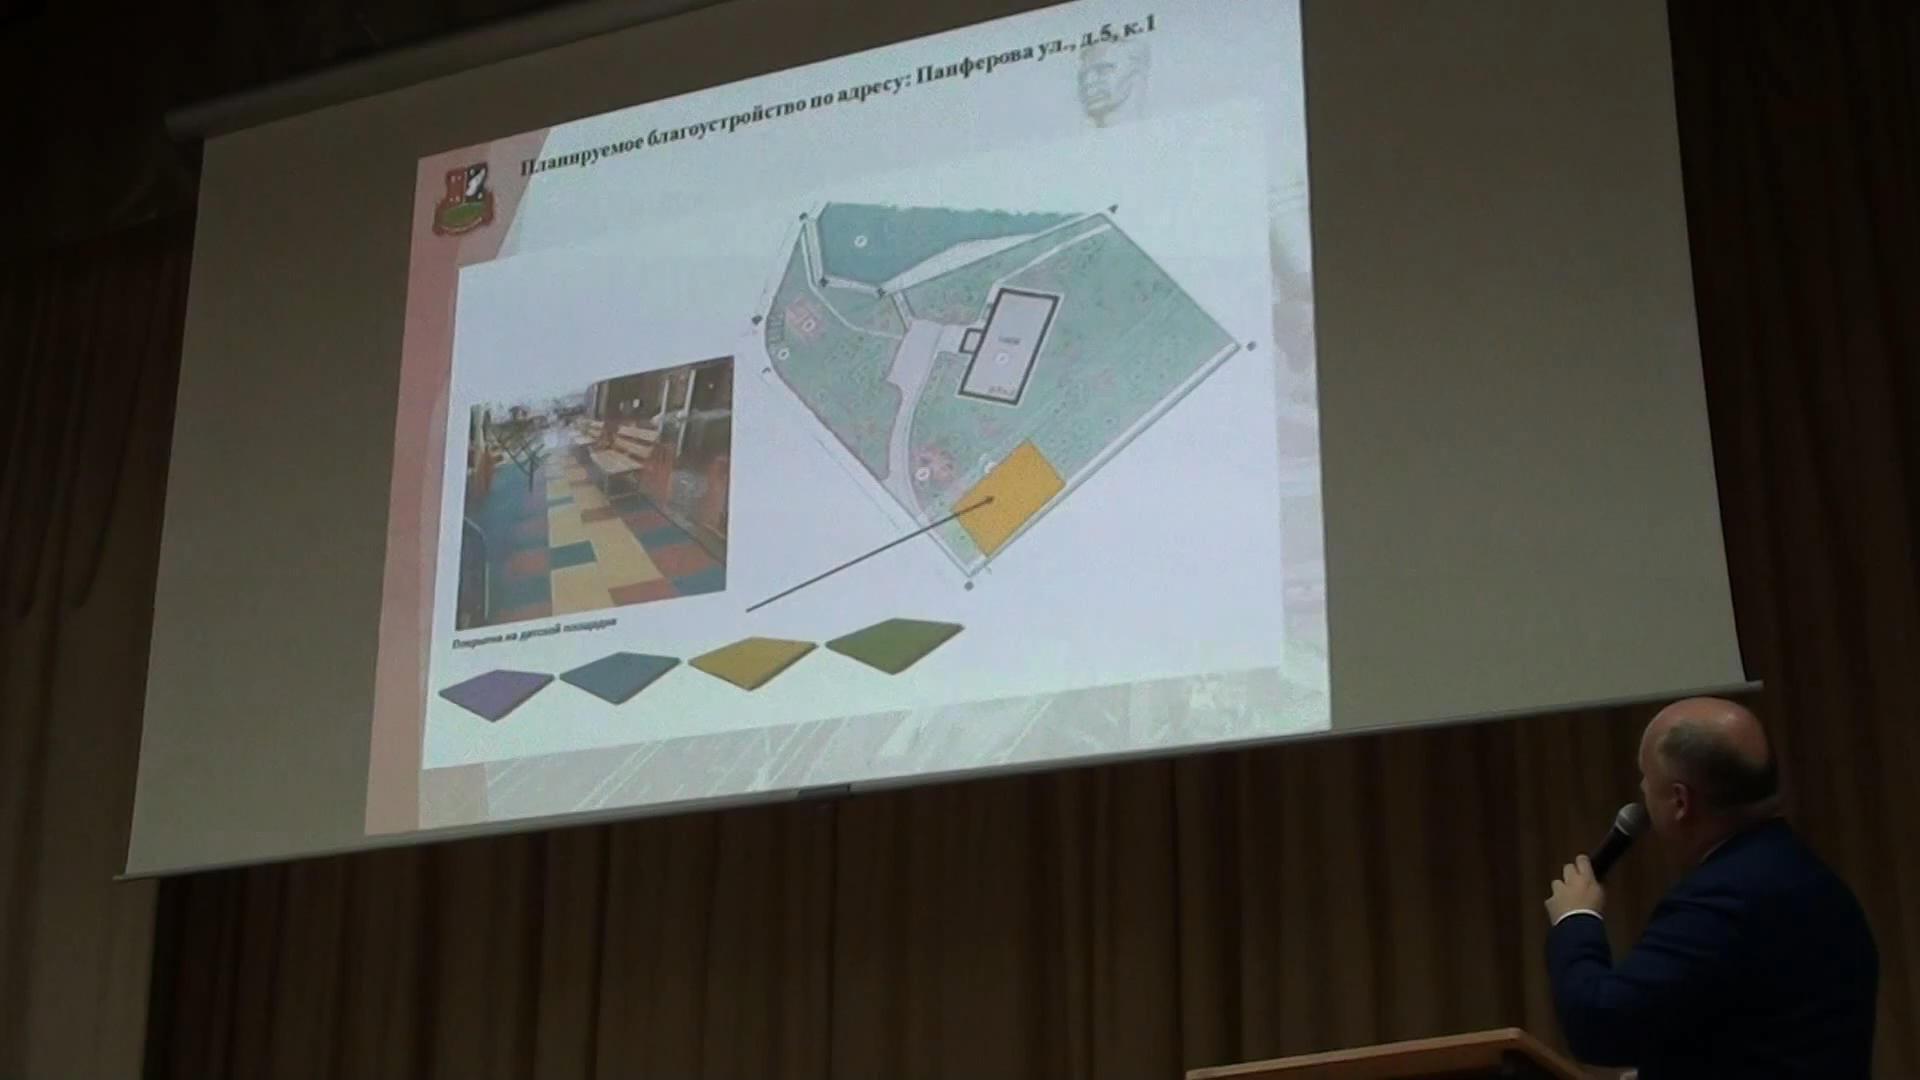 Планируемое благоустройство по адресу: Панферова ул., д.5, к.1
Покрытие на детской площадке